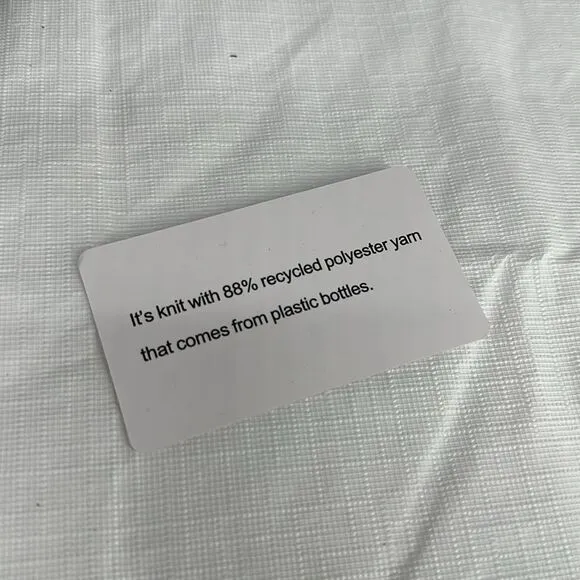 It's knit with 88% recycled polyester yarn
that comes from plastic bottles.